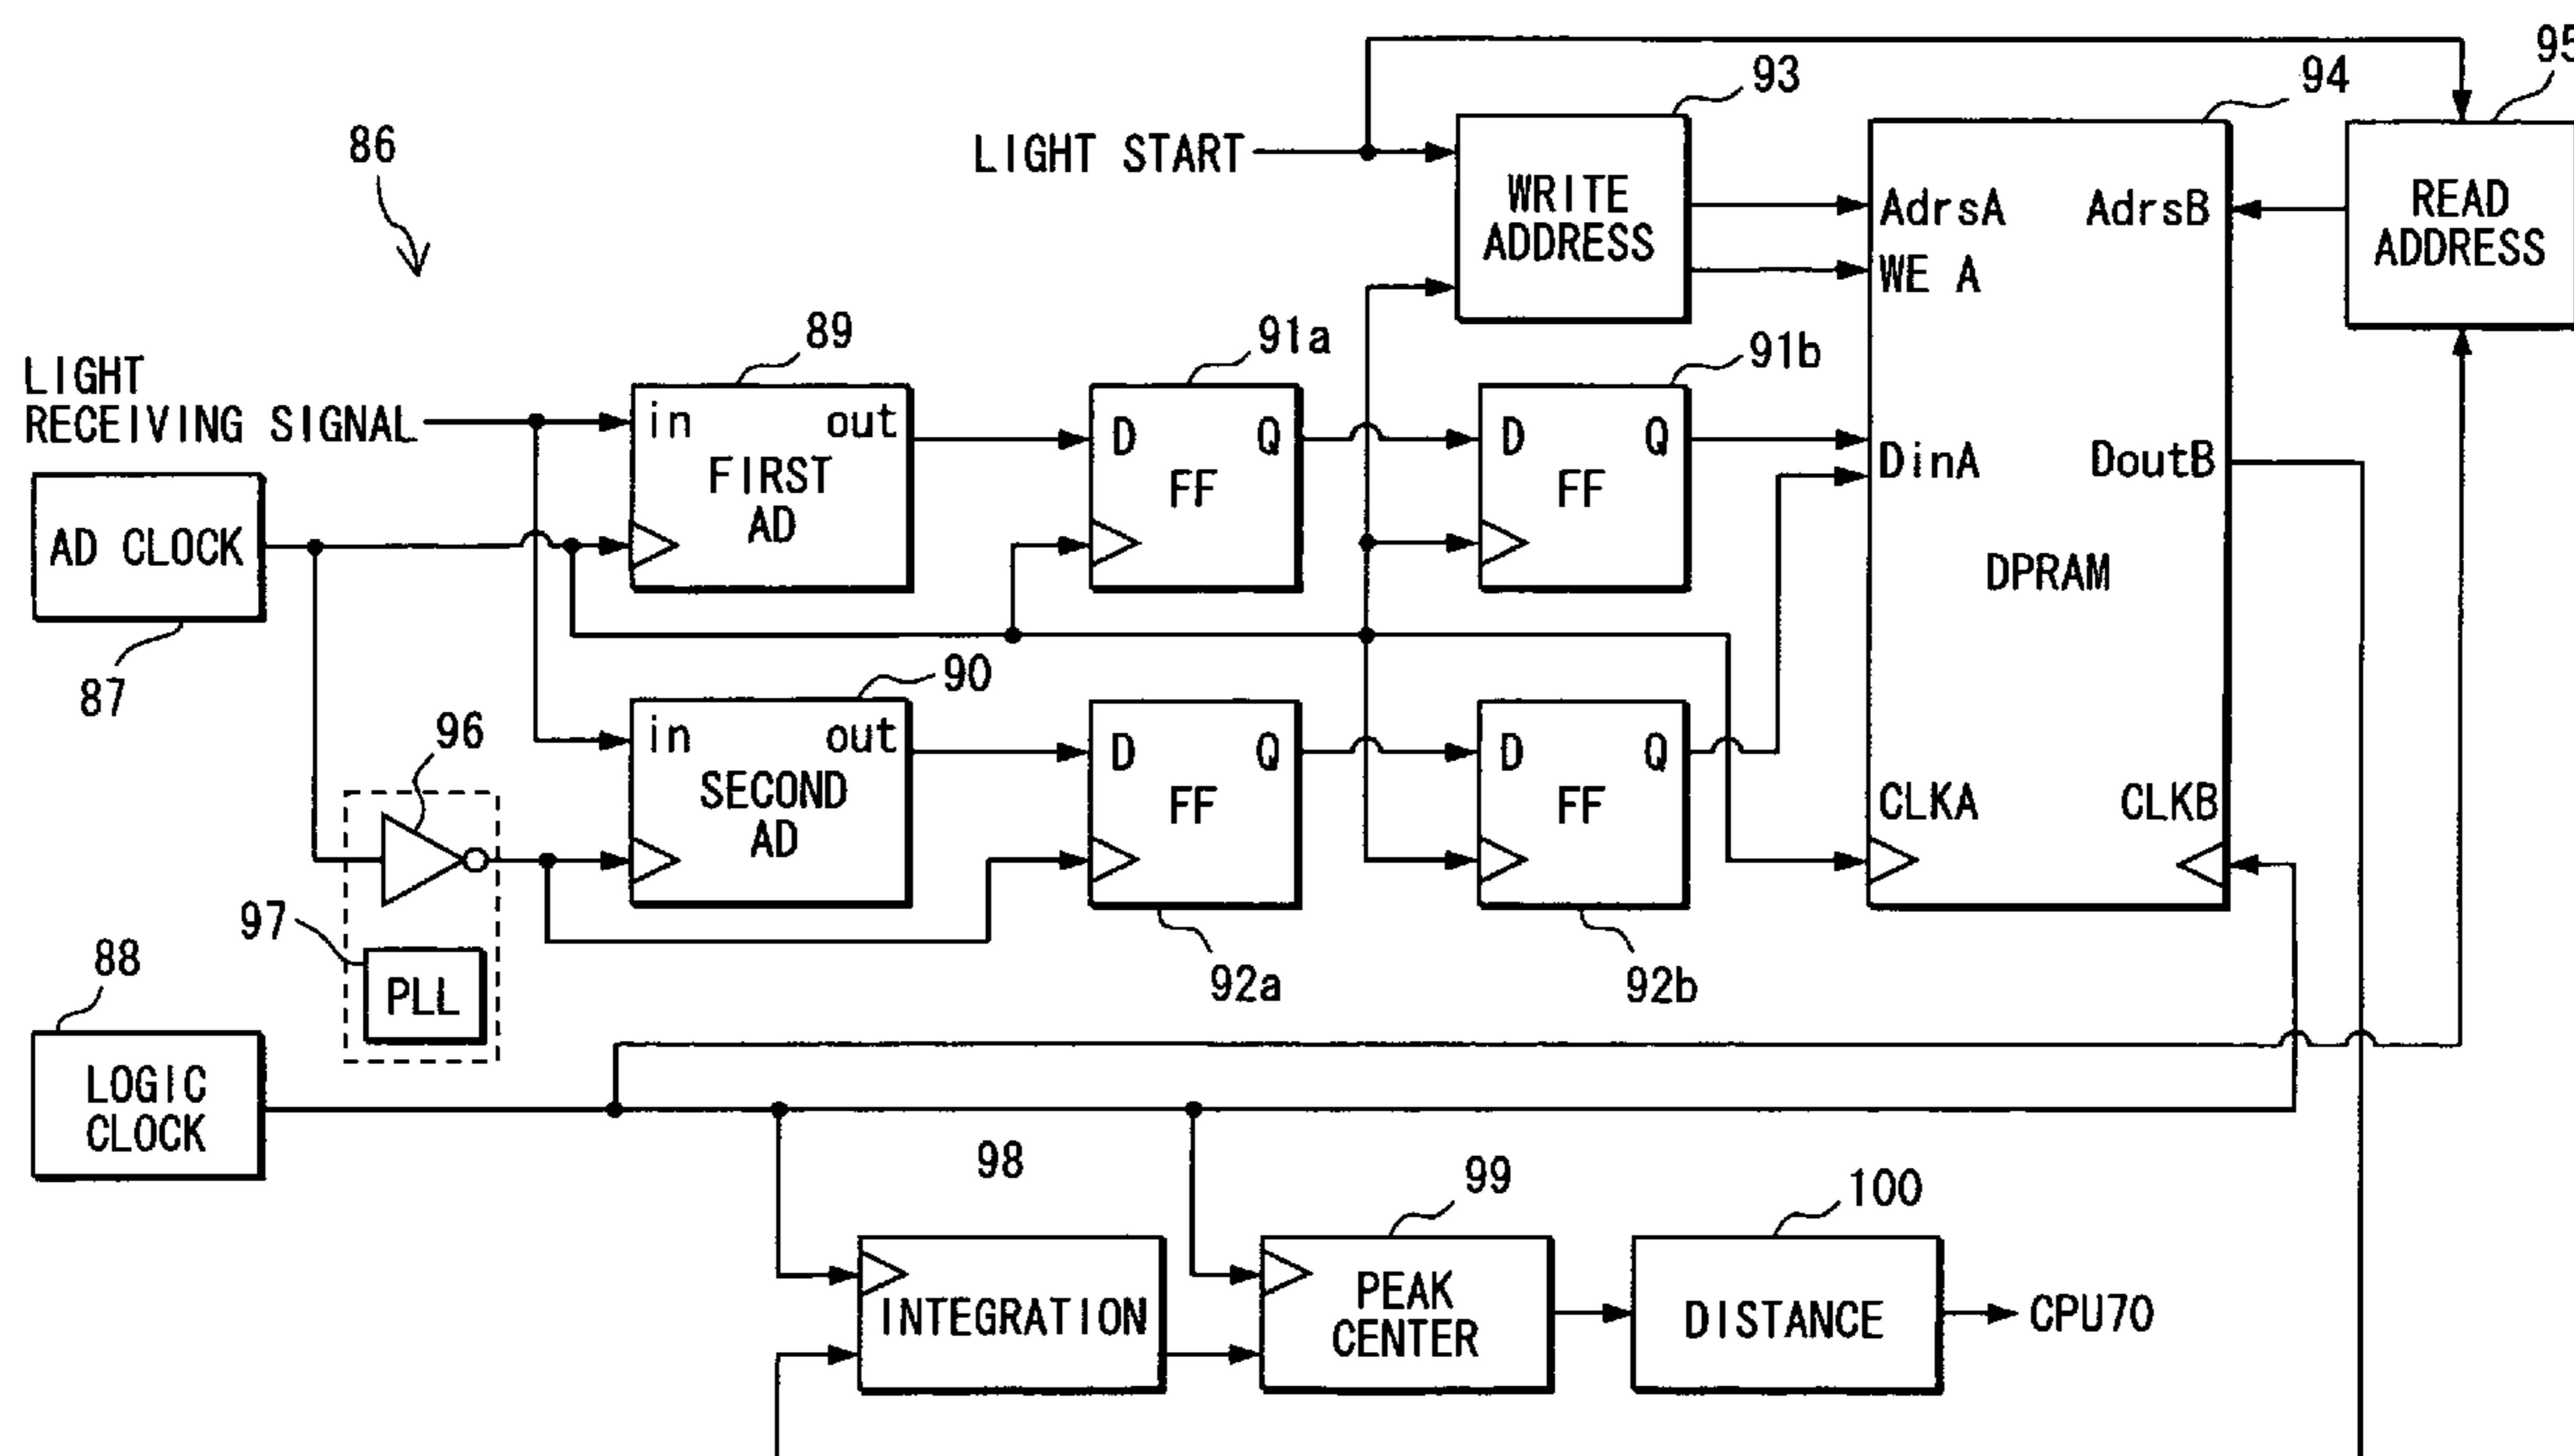 95
93
94
86
LIGHT START
WRITE
ADDRESS
AdrsA
AdrsB
READ
ADDRESS
WE A
89
91a
91b
LIGHT
RECEIVING SIGNAL
in
out
D
Q
D
Q
DinA
DoutB
FIRST
AD
FF
FF
AD CLOCK
DPRAM
87
90
96
in
out
D
Q
D
Q
SECOND
AD
FF
FF
CLKA
CLKB
97
88
PLL
92a
92b
LOGIC
CLOCK
98
99
100
INTEGRATION
PEAK
CENTER
DISTANCE
CPU70